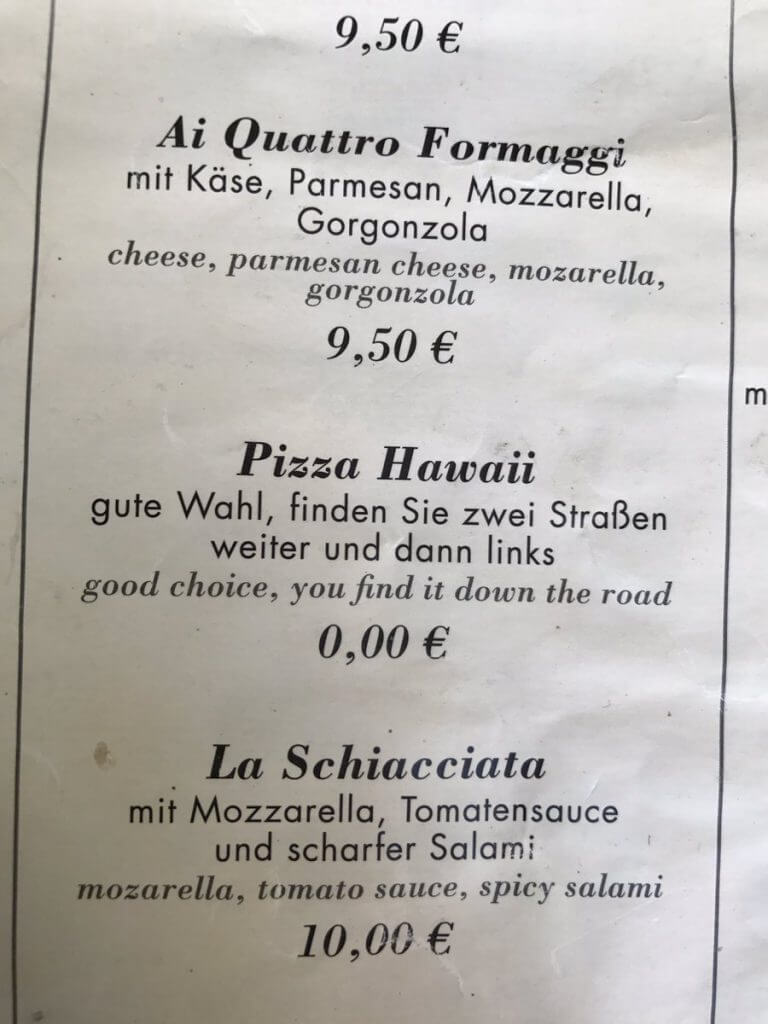 9,50 €
Ai Quattro Formaggi
mit Käse, Parmesan, Mozzarella,
Gorgonzola
cheese, parmesan cheese, mozarella,
gorgonzola
9,50 €
Pizza Hawaii
gute Wahl, finden Sie zwei Straßen
weiter und dann links
good choice, you find it down the road
0,00 €
La Schiacciata
mit Mozzarella, Tomatensauce
und scharfer Salami
mozarella, tomato sauce, spicy salami
10,00 €